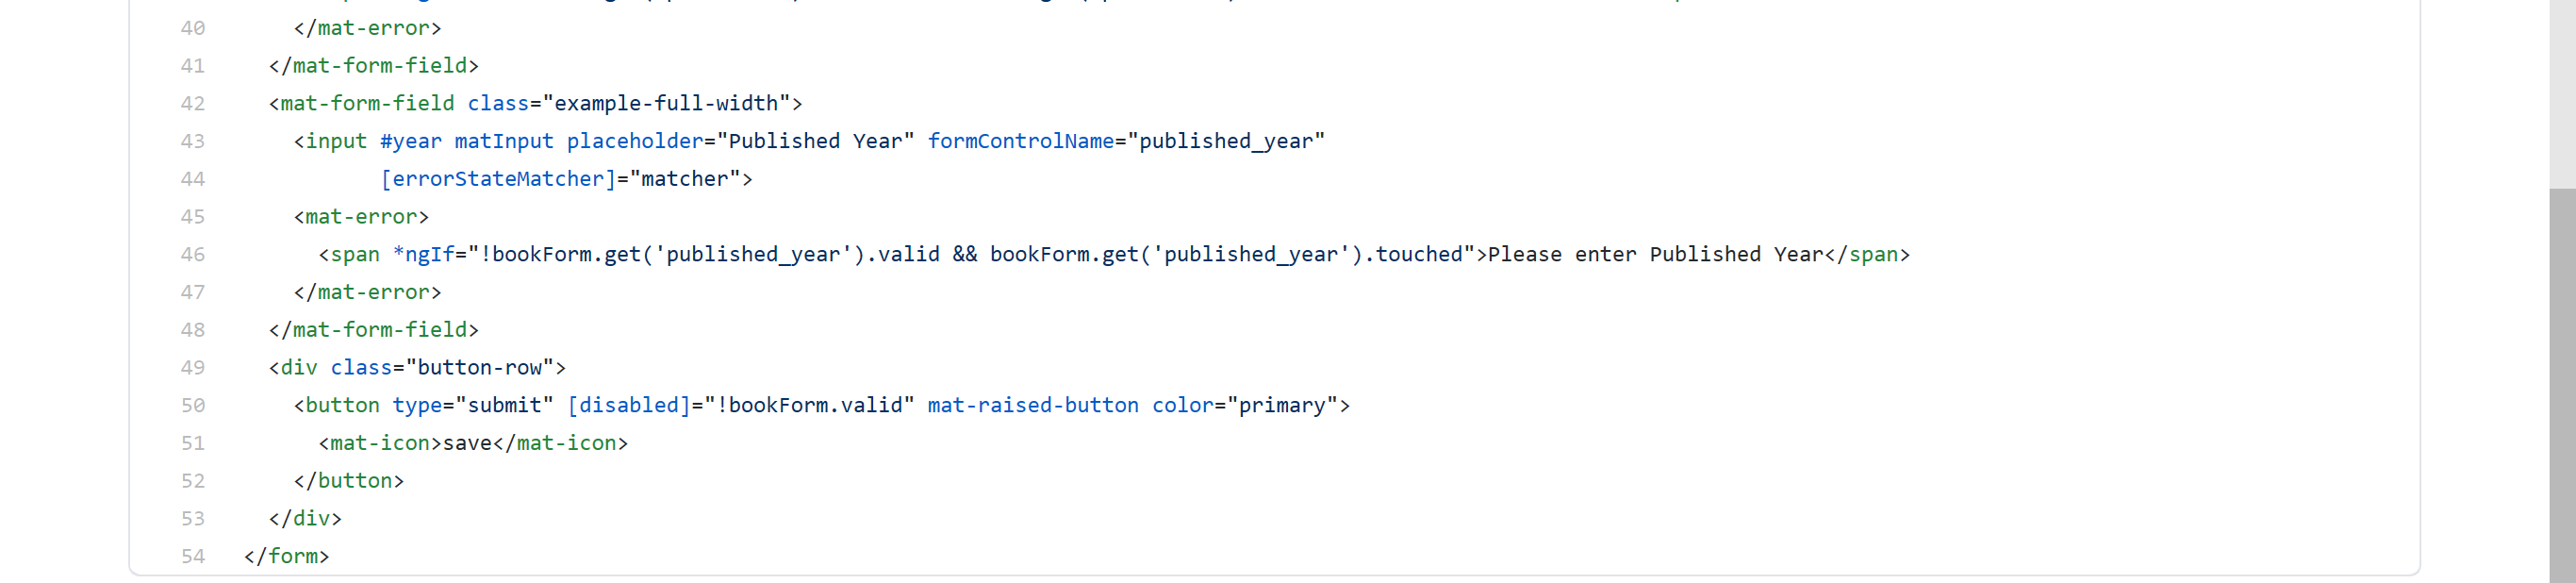 40 </mat-error>
41 </mat-form-field>
42 <mat-form-field class="example-full-width">
43 <input #year matInput placeholder="Published Year" formControlName="published_year"
44 [errorStateMatcher]="matcher">
45 <mat-error>
46 <span *ngIf="!bookForm.get('published_year').valid && bookForm.get('published_year').touched">Please enter Published Year</span>
47 </mat-error>
48 </mat-form-field>
49 <div class="button-row">
50 <button type="submit" [disabled]="!bookForm.valid" mat-raised-button color="primary">
51 <mat-icon>save</mat-icon>
52 </button>
53 </div>
54 </form>